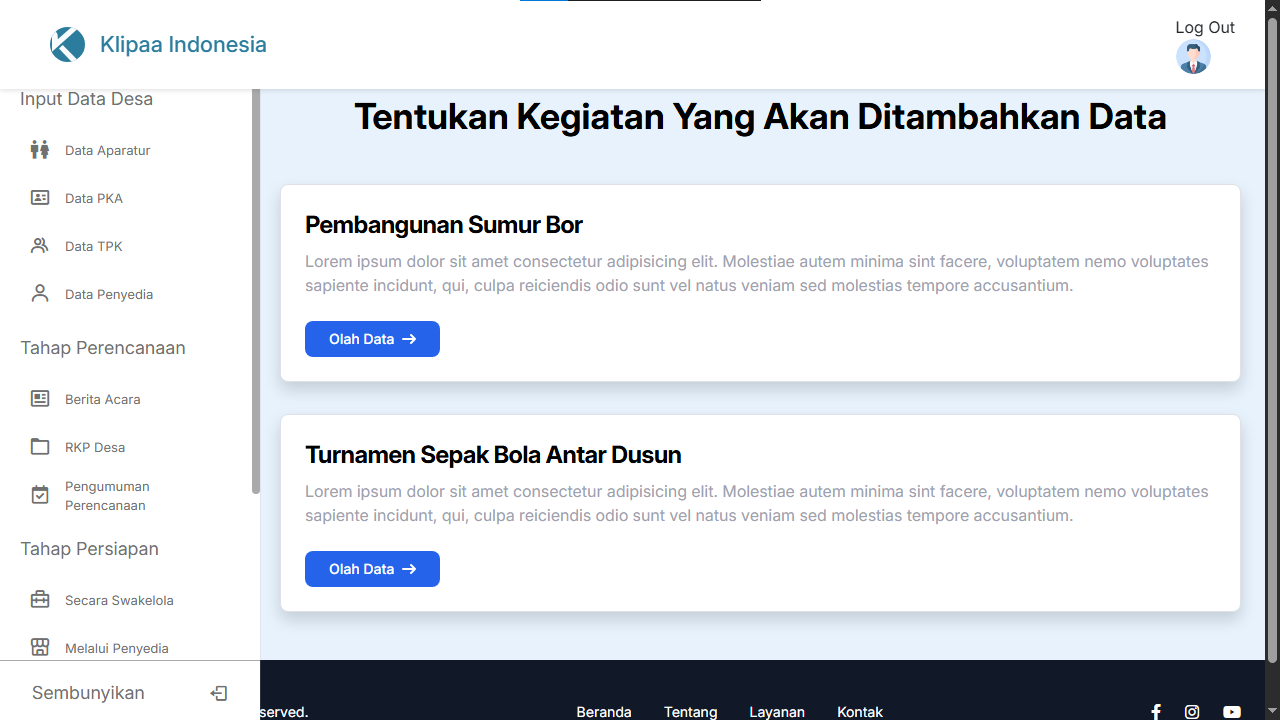 Klipaa Indonesia
Log Out
Input Data Desa
Data Aparatur
Data PKA
Data TPK
Data Penyedia
Tahap Perencanaan
Berita Acara
RKP Desa
Pengumuman
Perencanaan
Tahap Persiapan
Secara Swakelola
Melalui Penyedia
Sembunyikan
Tentukan Kegiatan Yang Akan Ditambahkan Data
Pembangunan Sumur Bor
Lorem ipsum dolor sit amet consectetur adipisicing elit. Molestiae autem minima sint facere, voluptatem nemo voluptates
sapiente incidunt, qui, culpa reiciendis odio sunt vel natus veniam sed molestias tempore accusantium.
Olah Data
Turnamen Sepak Bola Antar Dusun
Lorem ipsum dolor sit amet consectetur adipisicing elit. Molestiae autem minima sint facere, voluptatem nemo voluptates
sapiente incidunt, qui, culpa reiciendis odio sunt vel natus veniam sed molestias tempore accusantium.
Olah Data
served.
Beranda
Tentang
Layanan
Kontak